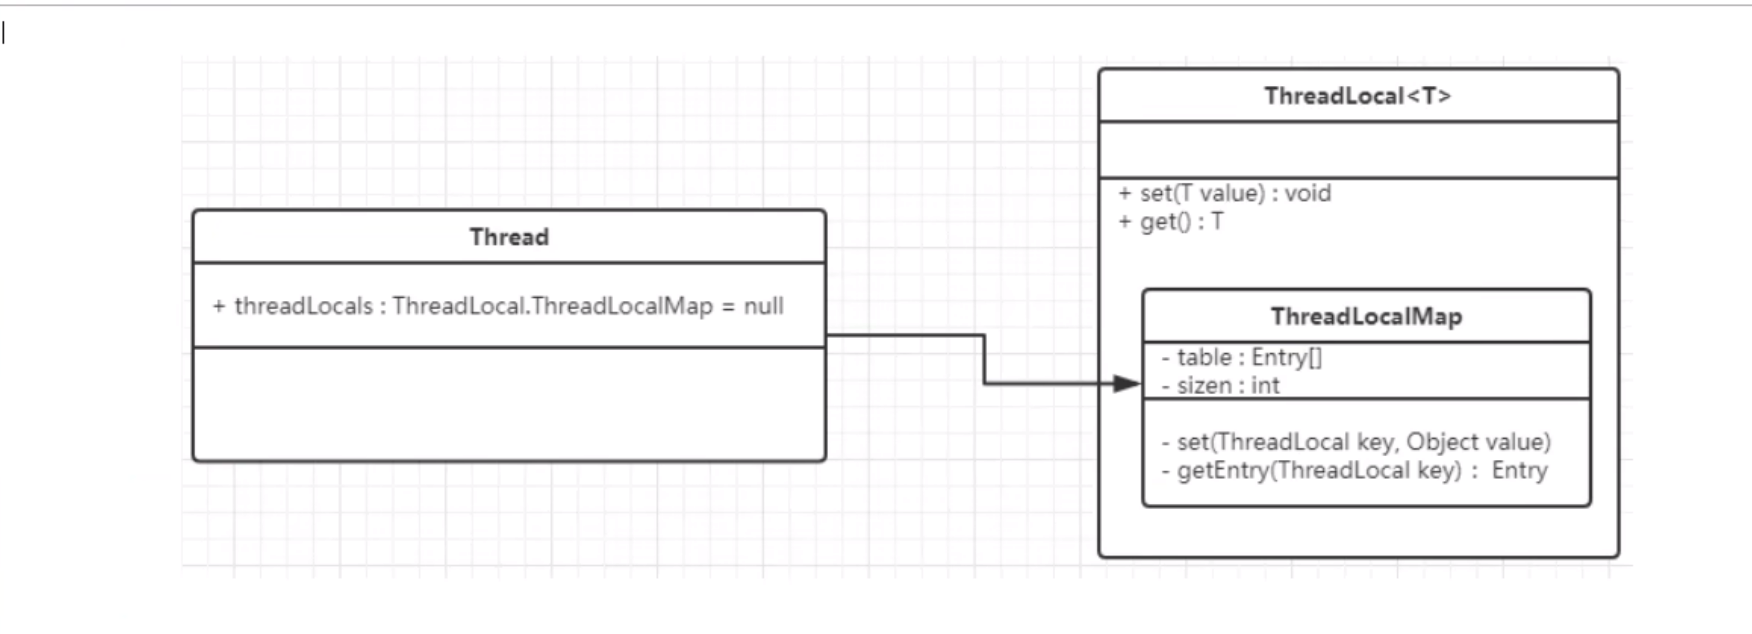 Thread
+ threadLocals : ThreadLocal.ThreadLocalMap = null
ThreadLocal<T>
+ set(T value) : void
+ get() : T
ThreadLocalMap
- table : Entry[]
- sizen : int
- set(ThreadLocal key, Object value)
- getEntry(ThreadLocal key) : Entry